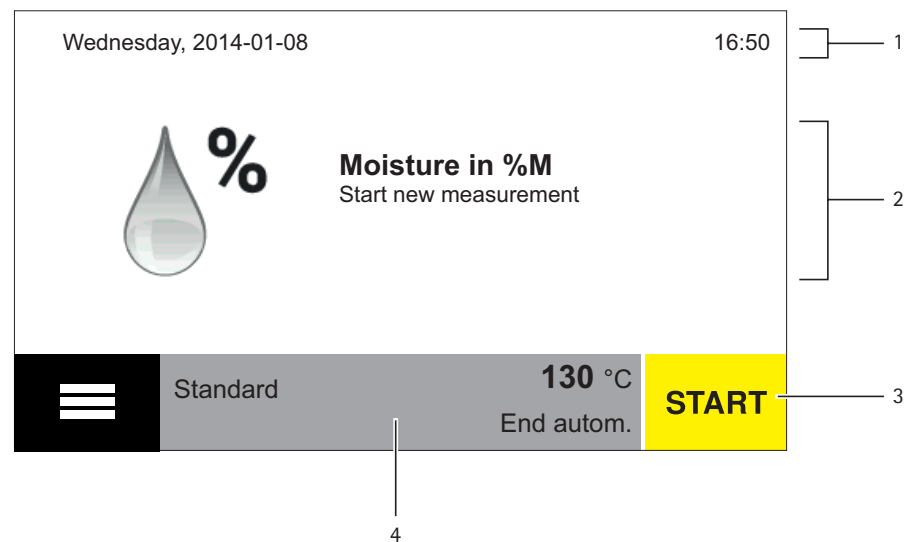 Wednesday, 2014-01-08 16:50 1
%
Moisture in %M
Start new measurement
2
Standard 130 °C
End autom.
START 3
4